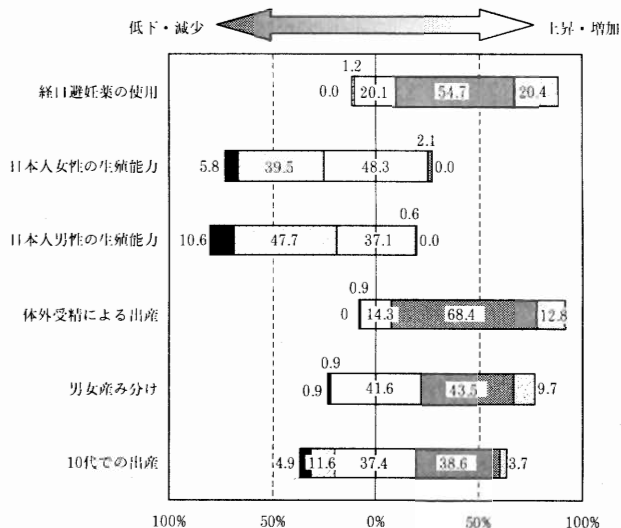 低下・減少 上昇・増加
経口避妊薬の使用 0.0 1.2 20.1 54.7 20.4
日本人女性の生殖能力 5.8 39.5 48.3 2.1 0.0
日本人男性の生殖能力 10.6 47.7 37.1 0.6 0.0
体外受精による出産 0 0.9 14.3 68.4 12.8
男女産み分け 0.9 0.9 41.6 43.5 9.7
10代での出産 4.9 11.6 37.4 38.6 3.7
100% 50% 0% 50% 100%